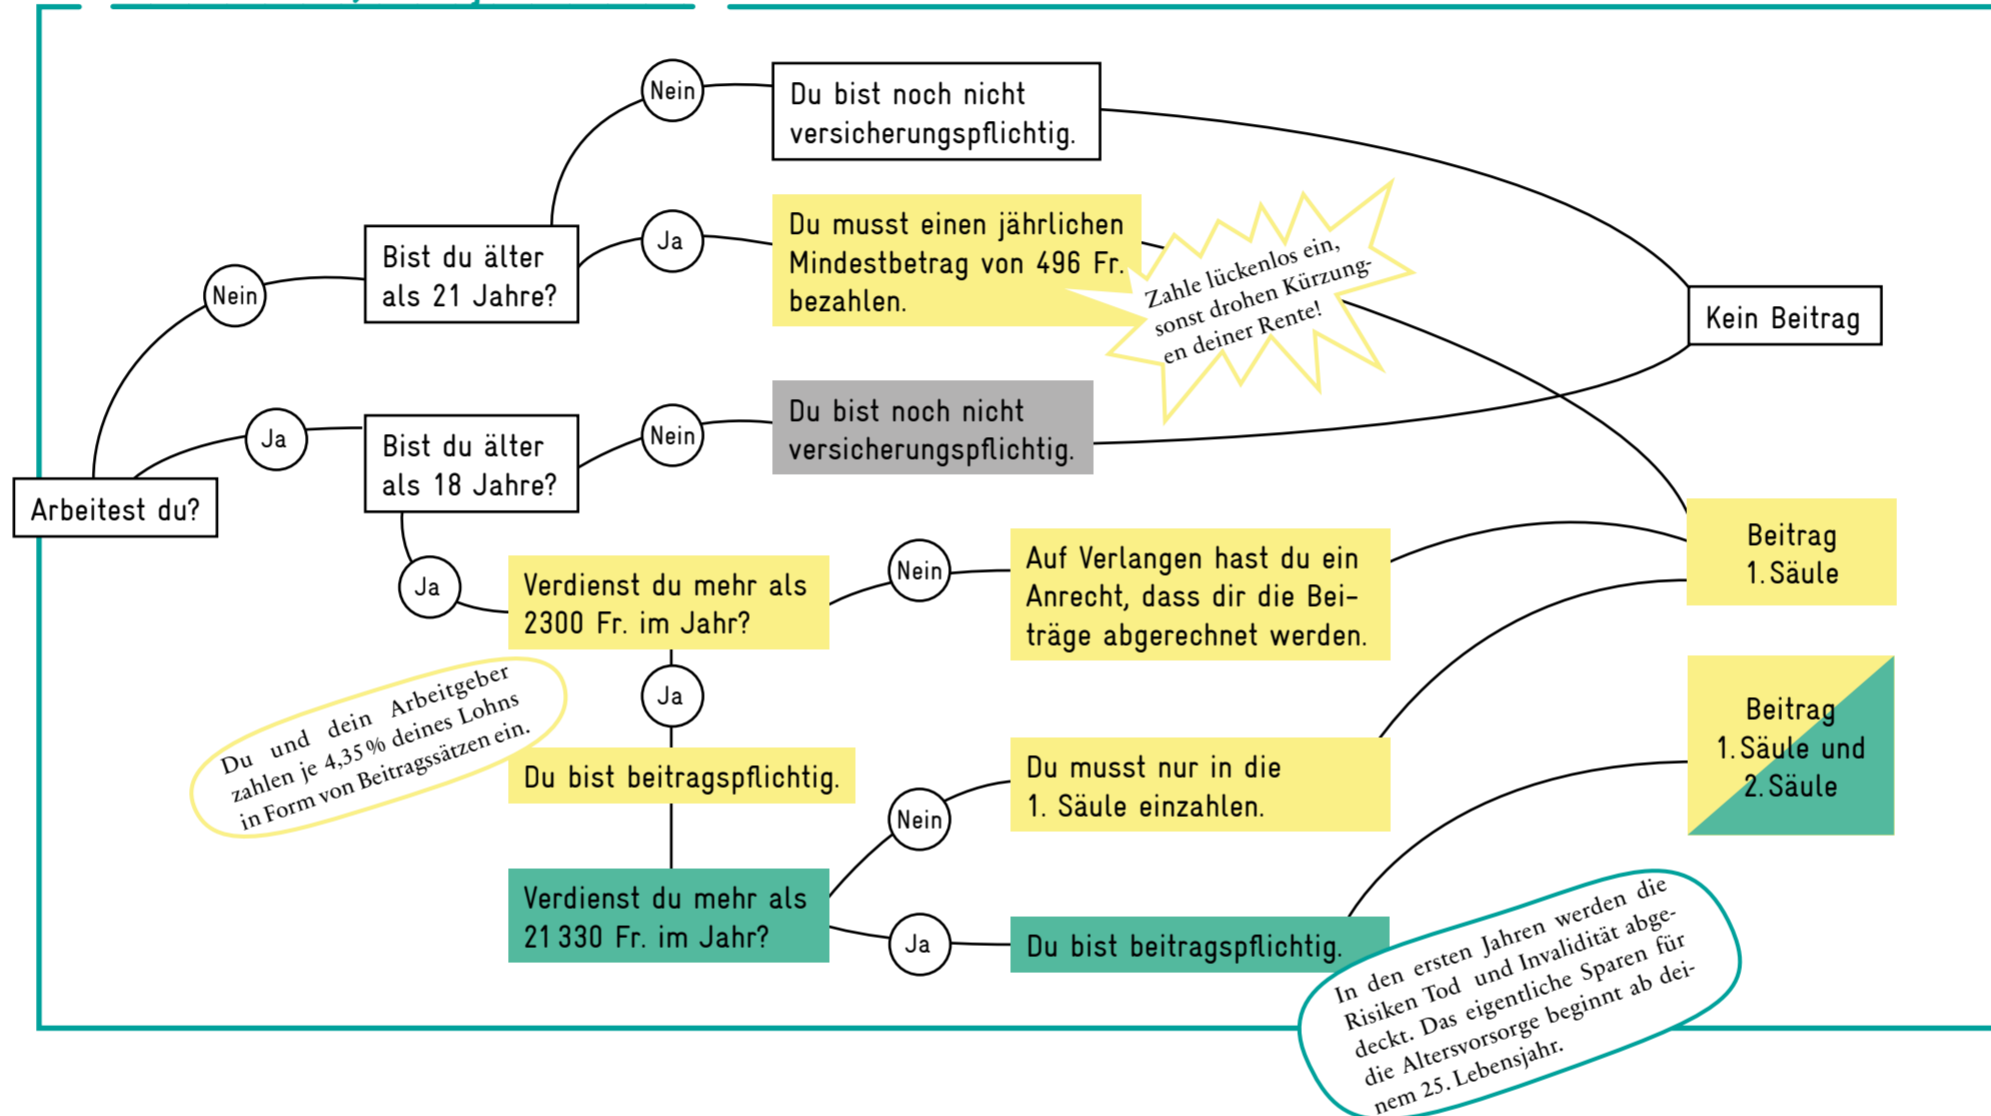 Nein
Du bist noch nicht
versicherungspflichtig.
Bist du älter
als 21 Jahre?
Ja
Du musst einen jährlichen
Mindestbetrag von 496 Fr.
bezahlen.
Zahle lückenlos ein,
sonst drohen Kürzung-
en deiner Rente!
Nein
Kein Beitrag
Ja
Bist du älter
als 18 Jahre?
Nein
Du bist noch nicht
versicherungspflichtig.
Arbeitest du?
Ja
Verdienst du mehr als
2300 Fr. im Jahr?
Nein
Auf Verlangen hast du ein
Anrecht, dass dir die Bei-
träge abgerechnet werden.
Beitrag
1. Säule
Du und dein Arbeitgeber
zahlen je 4,35 % deines Lohns
in Form von Beitragssätzen ein.
Ja
Du bist beitragspflichtig.
Nein
Du musst nur in die
1. Säule einzahlen.
Beitrag
1. Säule und
2. Säule
Verdienst du mehr als
21 330 Fr. im Jahr?
Ja
Du bist beitragspflichtig.
In den ersten Jahren werden die
Risiken Tod und Invalidität abge-
deckt. Das eigentliche Sparen für
die Altersvorsorge beginnt ab dei-
nem 25. Lebensjahr.